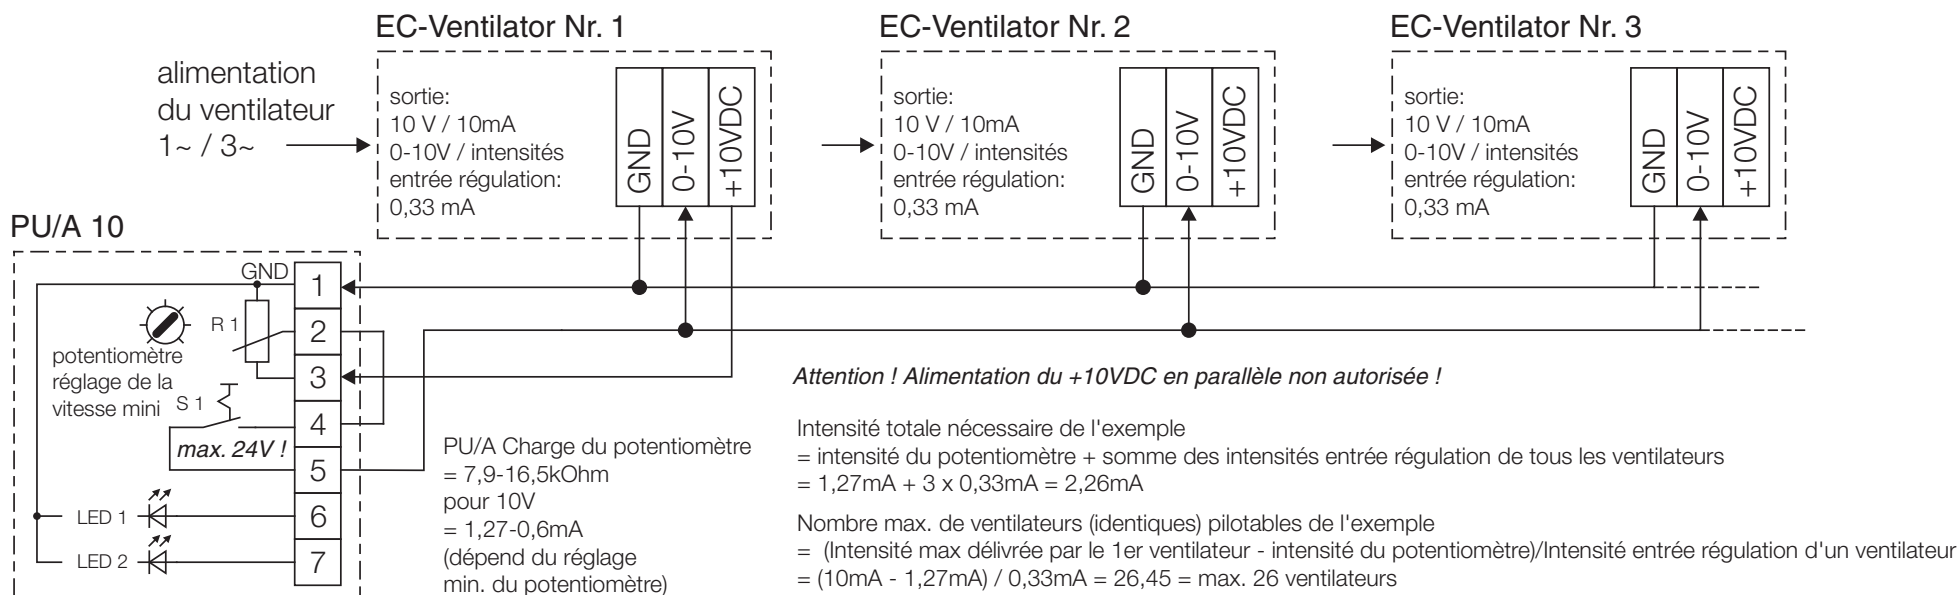 EC-Ventilator Nr. 1
EC-Ventilator Nr. 2
EC-Ventilator Nr. 3
alimentation
du ventilateur
1~ / 3~
sortie:
10 V / 10mA
0-10V / intensités
entrée régulation:
0,33 mA
GND
0-10V
+10VDC
sortie:
10 V / 10mA
0-10V / intensités
entrée régulation:
0,33 mA
GND
0-10V
+10VDC
sortie:
10 V / 10mA
0-10V / intensités
entrée régulation:
0,33 mA
GND
0-10V
+10VDC
PU/A 10
GND
1
R 1
2
potentiomètre
réglage de la
vitesse mini
3
S 1
4
max. 24V !
5
LED 1
6
LED 2
7
PU/A Charge du potentiomètre
= 7,9-16,5kOhm
pour 10V
= 1,27-0,6mA
(dépend du réglage
min. du potentiomètre)
Attention ! Alimentation du +10VDC en parallèle non autorisée !
Intensité totale nécessaire de l'exemple
= intensité du potentiomètre + somme des intensités entrée régulation de tous les ventilateurs
= 1,27mA + 3 x 0,33mA = 2,26mA
Nombre max. de ventilateurs (identiques) pilotables de l'exemple
= (Intensité max délivrée par le 1er ventilateur - intensité du potentiomètre)/Intensité entrée régulation d'un ventilateur
= (10mA - 1,27mA) / 0,33mA = 26,45 = max. 26 ventilateurs